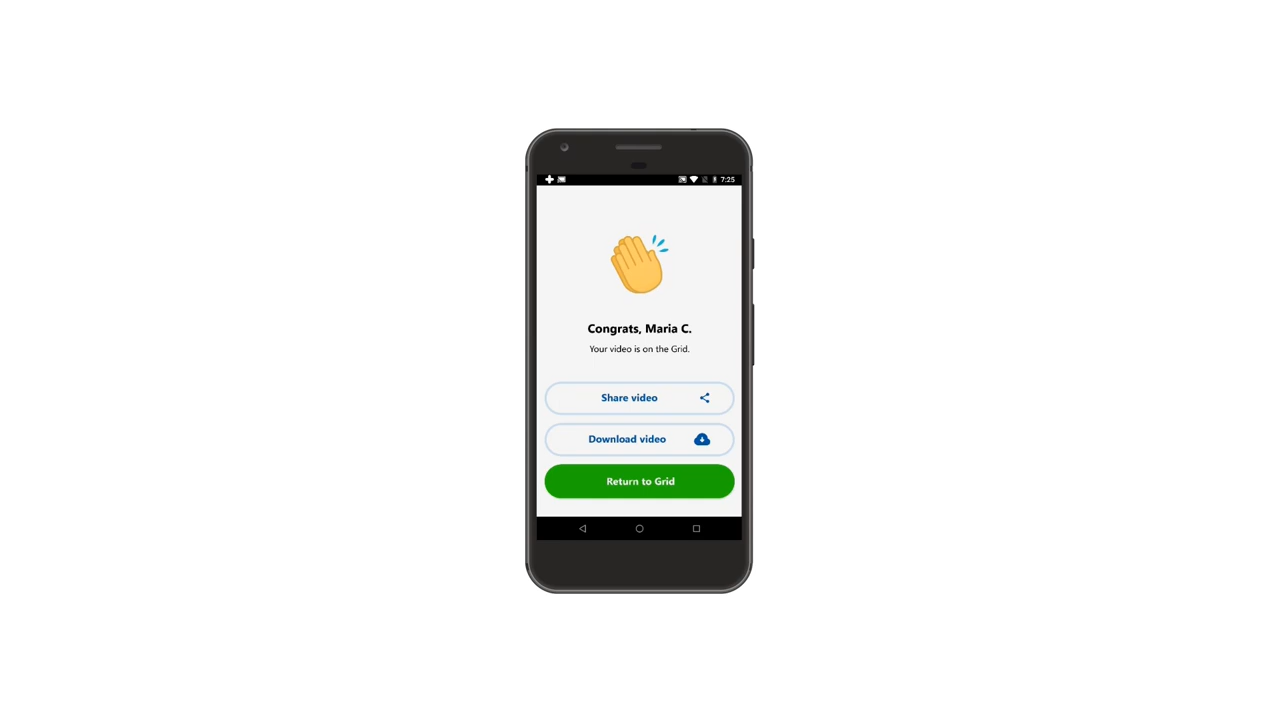 7:25
Congrats, Maria C.
Your video is on the Grid.
Share video
Download video
Return to Grid